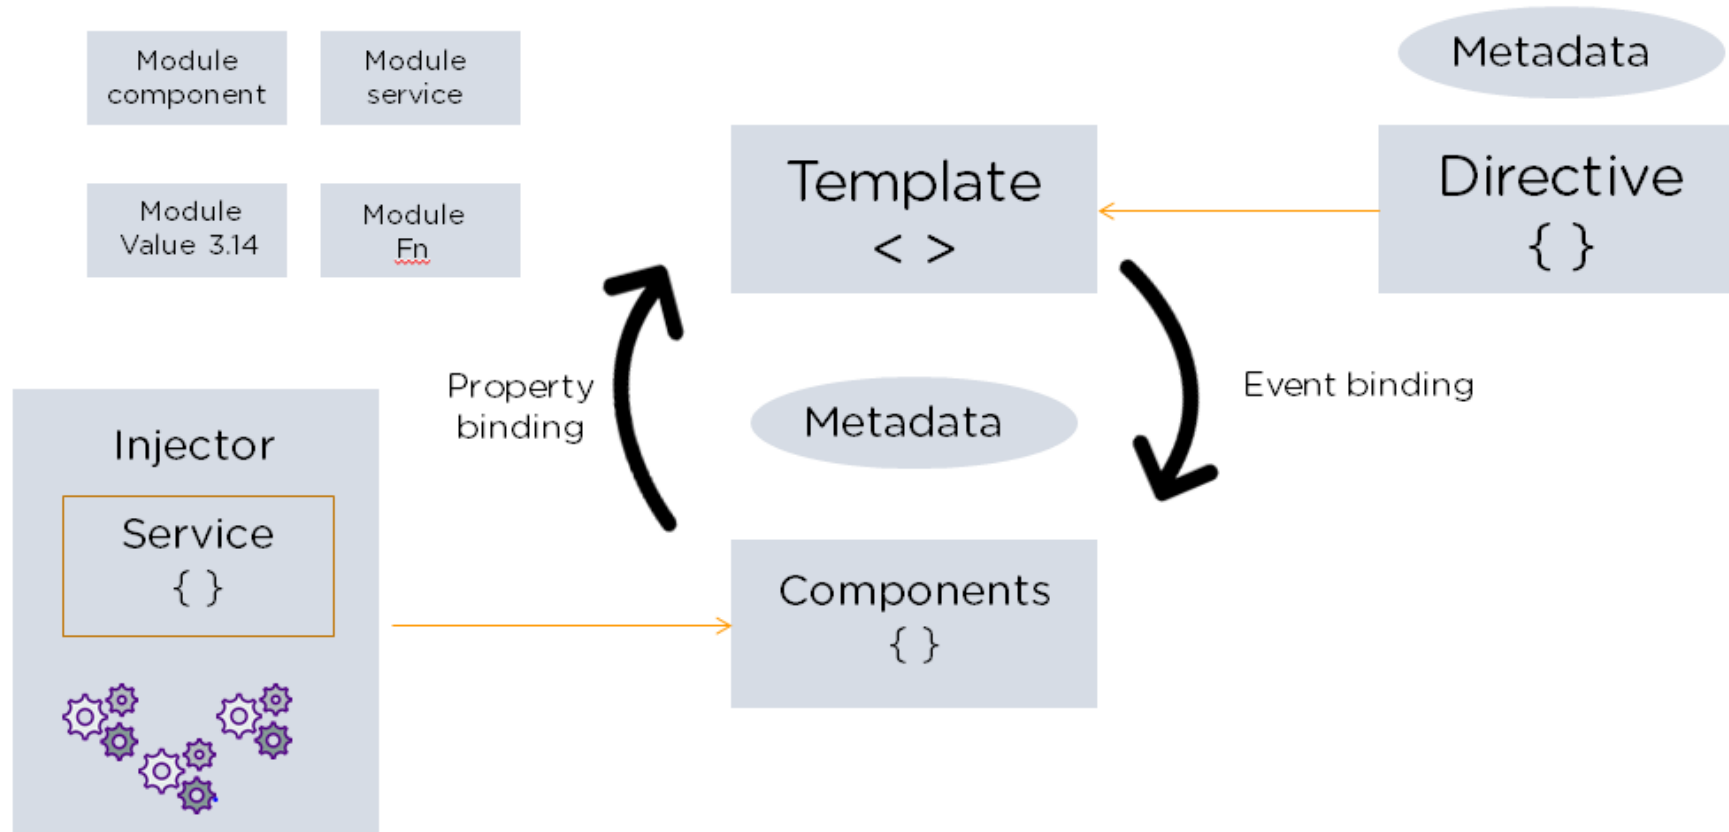 Module
component
Module
service
Module
Value 3.14
Module
Fn
Metadata
Template
< >
Directive
{ }
Property
binding
Metadata
Event binding
Injector
Service
{ }
Components
{ }